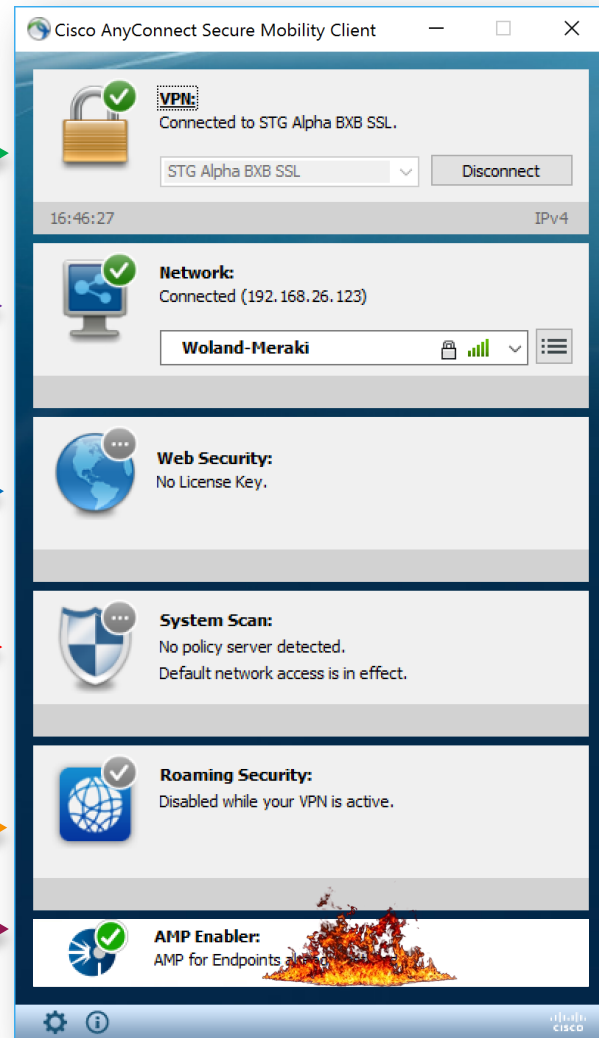 Cisco AnyConnect Secure Mobility Client
VPN:
Connected to STG Alpha BXB SSL.
STG Alpha BXB SSL
Disconnect
16:46:27
IPv4
Network:
Connected (192.168.26.123)
Woland-Meraki
Web Security:
No License Key.
System Scan:
No policy server detected.
Default network access is in effect.
Roaming Security:
Disabled while your VPN is active.
AMP Enabler:
AMP for Endpoints
CISCO